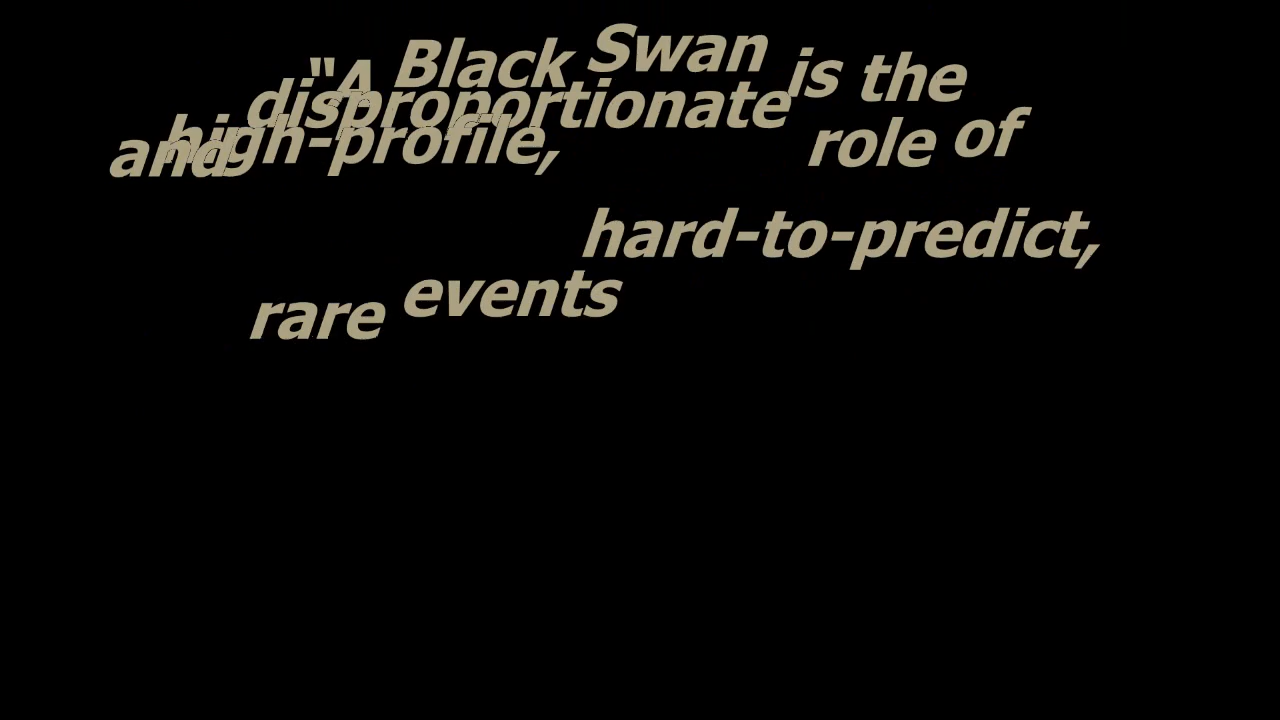 “A Black Swan is the
disproportionate role of
high-profile, hard-to-predict,
and rare events